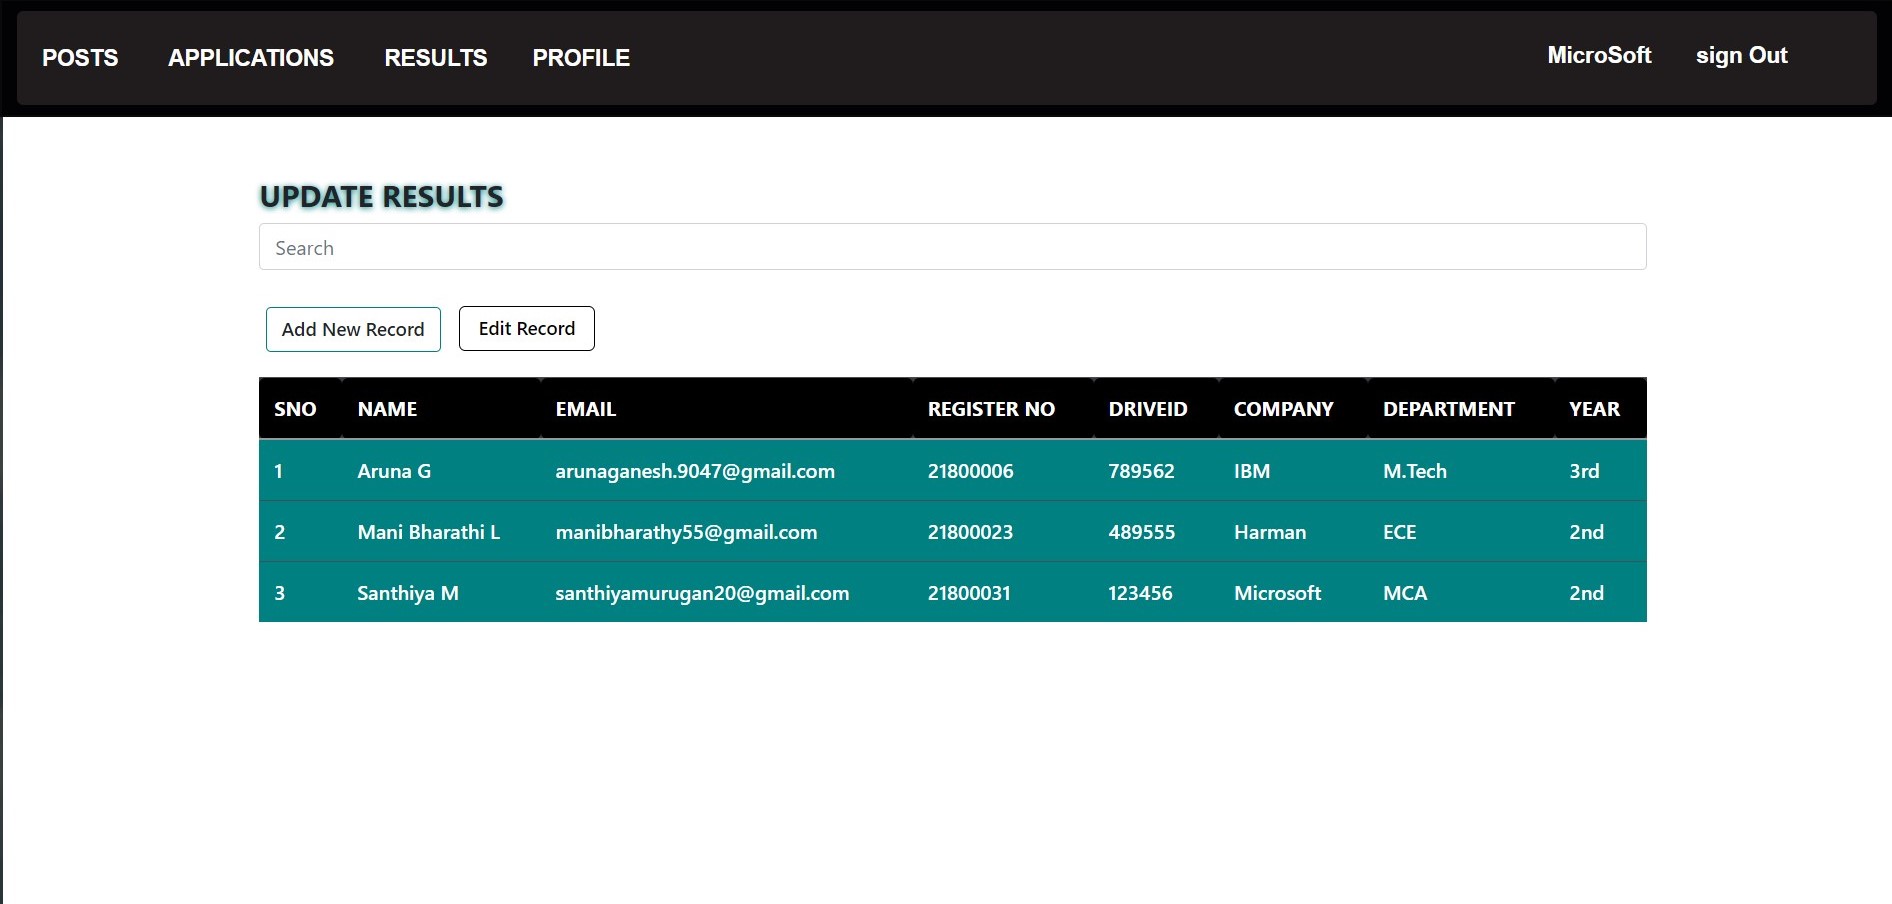 POSTS APPLICATIONS RESULTS PROFILE MicroSoft sign Out
UPDATE RESULTS
Search
Add New Record Edit Record
SNO NAME EMAIL REGISTER NO DRIVEID COMPANY DEPARTMENT YEAR
1 Aruna G arunaganesh.9047@gmail.com 21800006 789562 IBM M.Tech 3rd
2 Mani Bharathi L manibharathy55@gmail.com 21800023 489555 Harman ECE 2nd
3 Santhiya M santhiyamurugan20@gmail.com 21800031 123456 Microsoft MCA 2nd